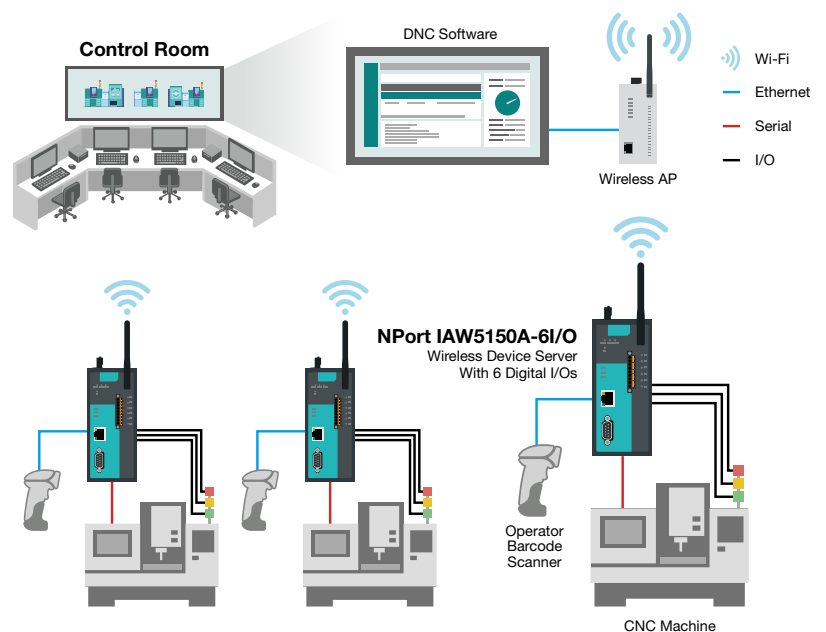 Control Room
DNC Software
Wireless AP
Wi-Fi
Ethernet
Serial
I/O
NPort IAW5150A-6I/O
Wireless Device Server
With 6 Digital I/Os
Operator
Barcode
Scanner
CNC Machine